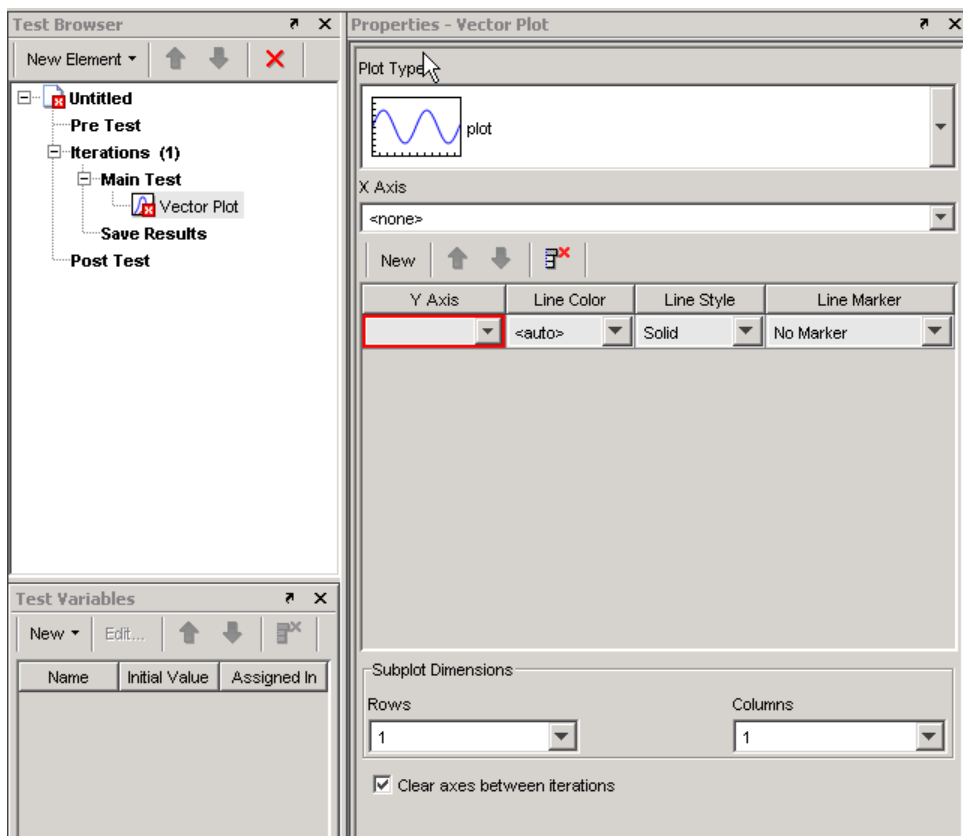 Test Browser
New Element
Untitled
Pre Test
Iterations (1)
Main Test
Vector Plot
Save Results
Post Test
Test Variables
New
Edit...
Name
Initial Value
Assigned In
Properties - Vector Plot
Plot Type
plot
X Axis
<none>
New
Y Axis
Line Color
Line Style
Line Marker
<auto>
Solid
No Marker
Subplot Dimensions
Rows
Columns
1
1
Clear axes between iterations